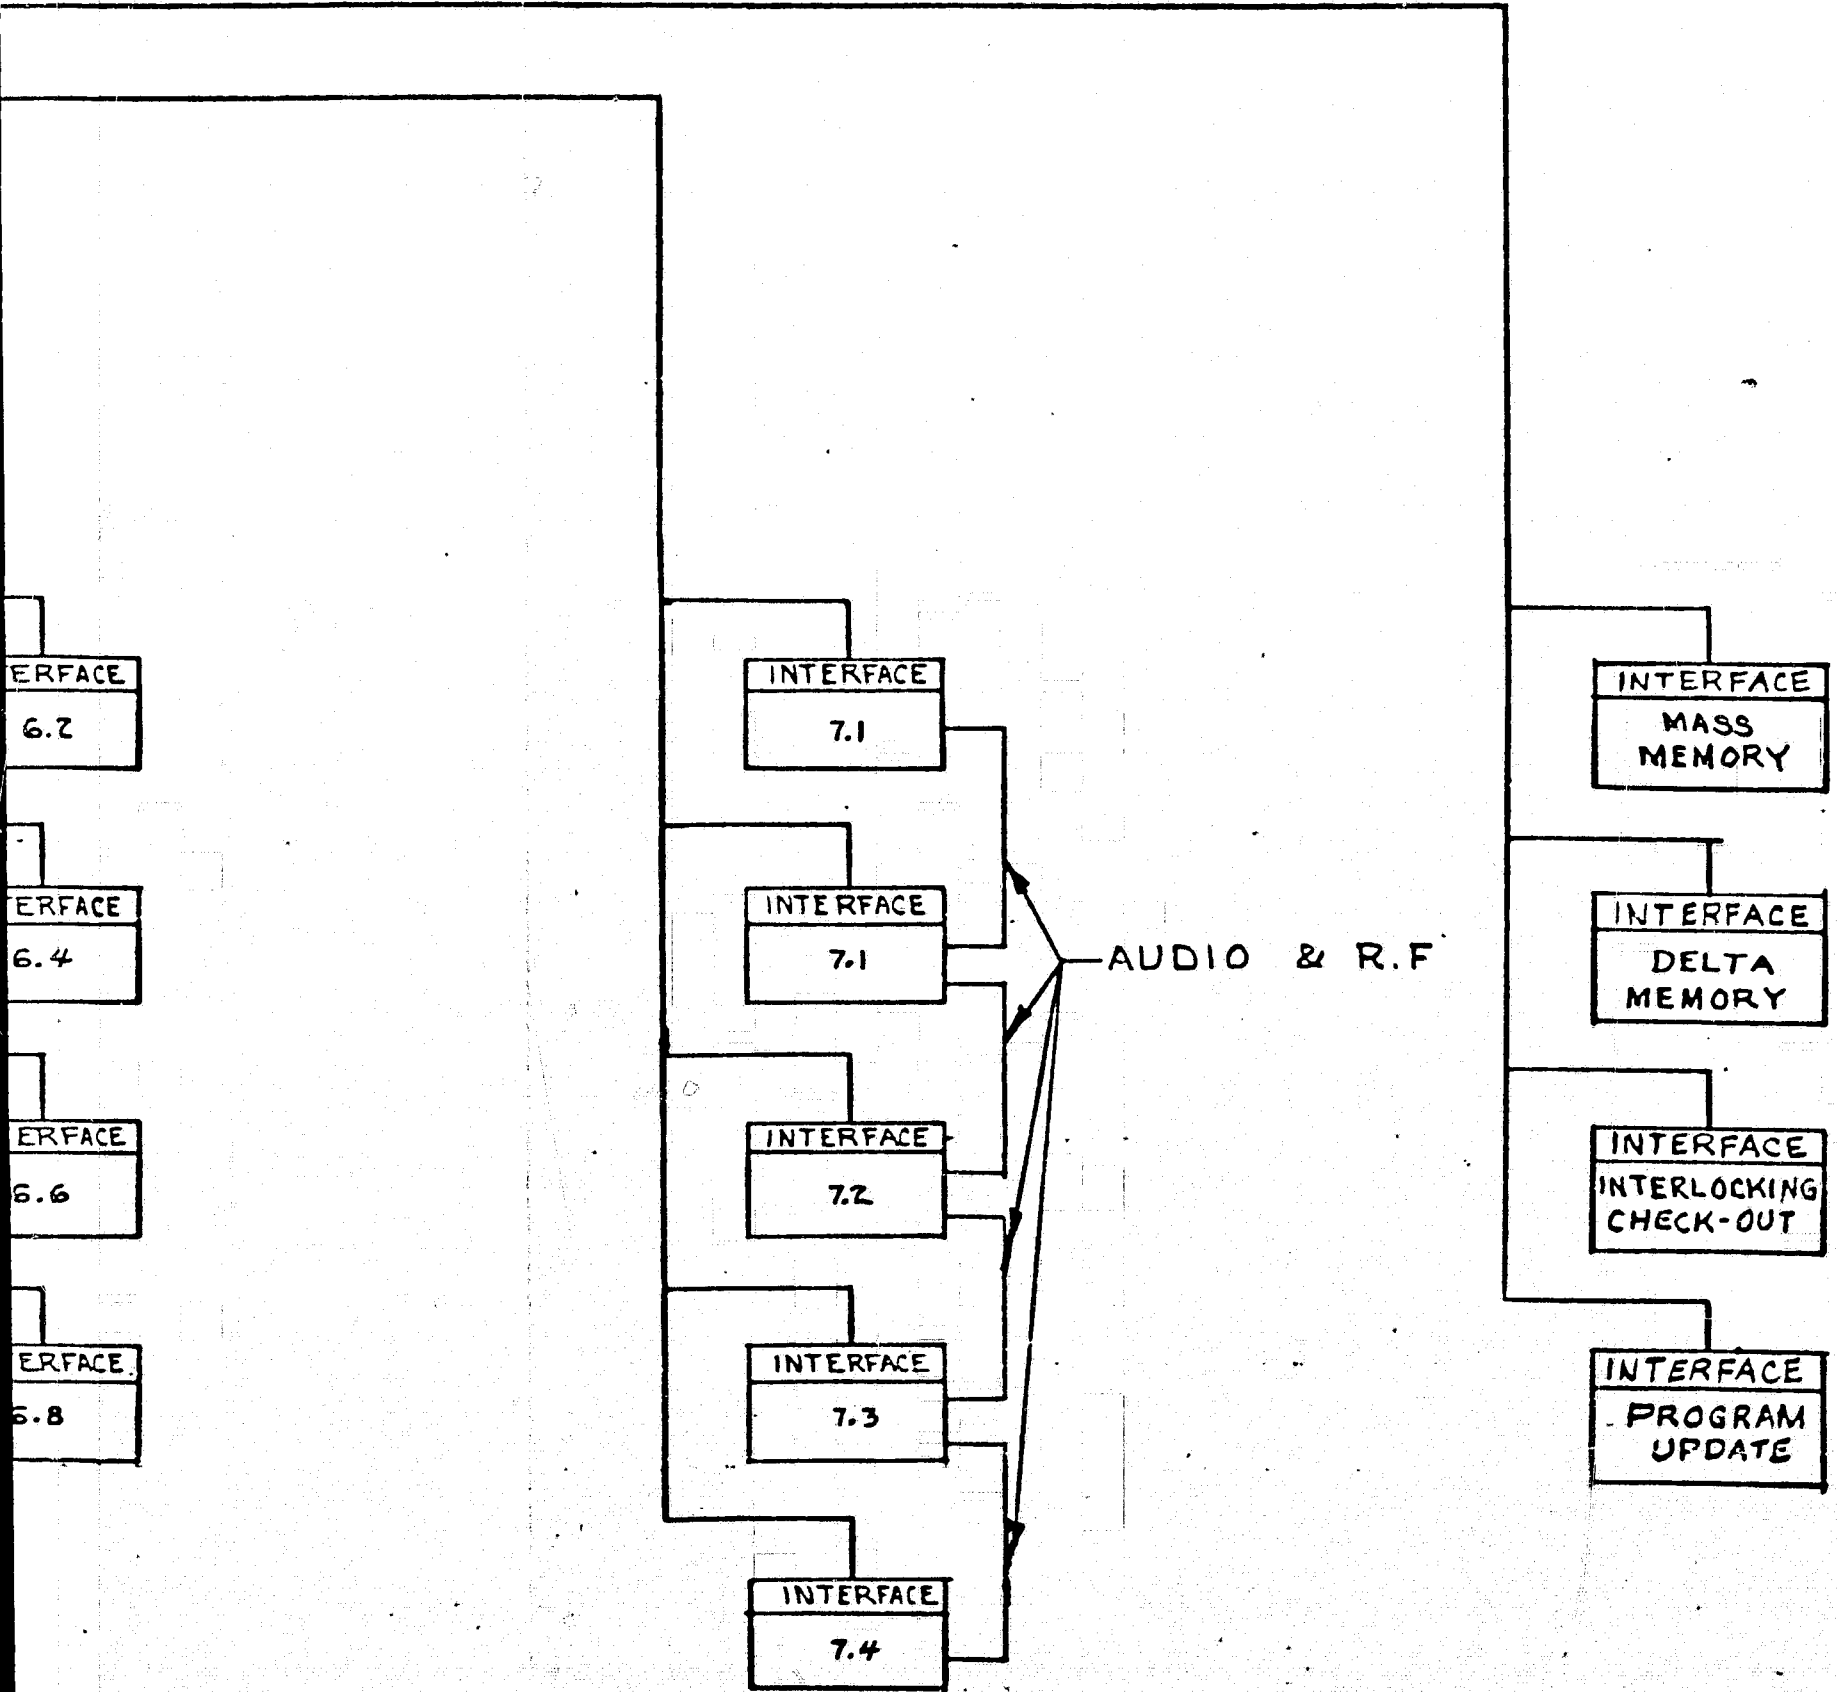 ERFACE
6.2
TERFACE
6.4
ERFACE
6.6
ERFACE
6.8
INTERFACE
7.1
INTERFACE
7.1
INTERFACE
7.2
INTERFACE
7.3
INTERFACE
7.4
AUDIO & R.F
INTERFACE
MASS
MEMORY
INTERFACE
DELTA
MEMORY
INTERFACE
INTERLOCKING
CHECK-OUT
INTERFACE
PROGRAM
UPDATE